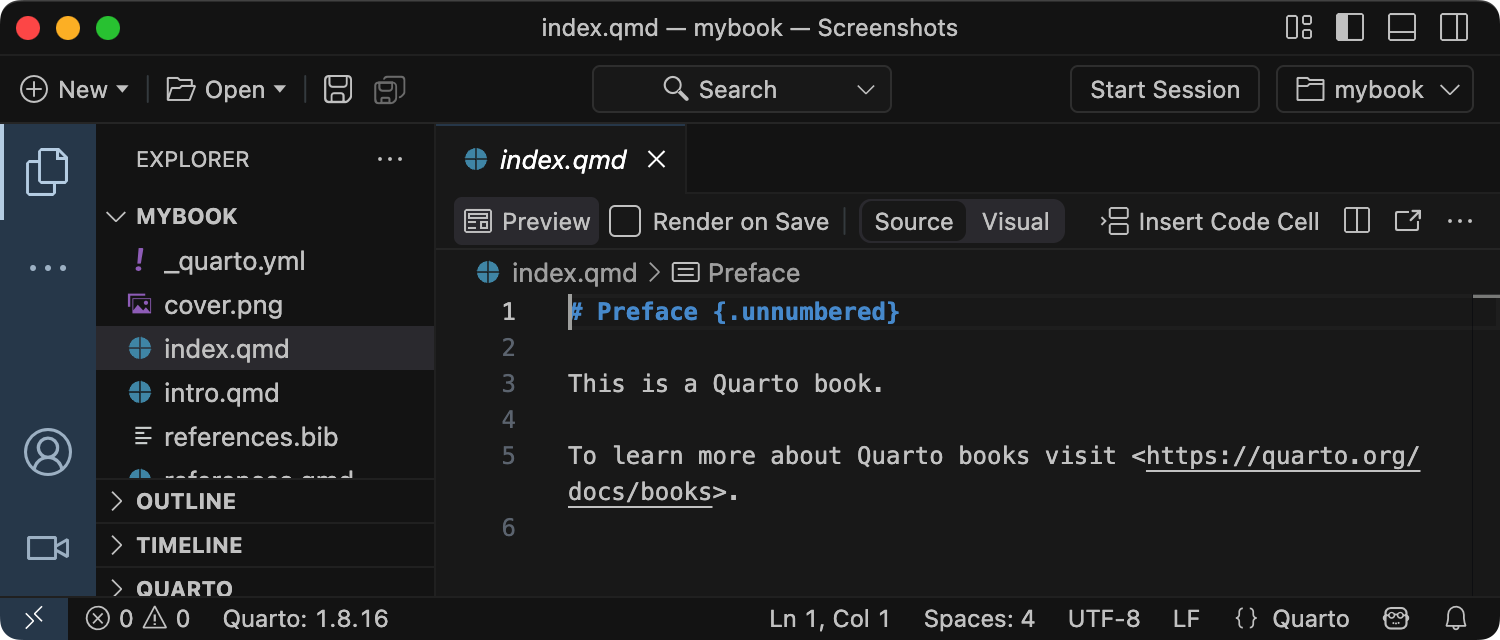 index.qmd — mybook — Screenshots
New Open Search Start Session mybook
EXPLORER
MYBOOK
_quarto.yml
cover.png
index.qmd
intro.qmd
references.bib
references.qmd
OUTLINE
TIMELINE
QUARTO
index.qmd
Preview Render on Save Source Visual Insert Code Cell
index.qmd Preface
1 # Preface {.unnumbered}
2
3 This is a Quarto book.
4
5 To learn more about Quarto books visit <https://quarto.org/
docs/books>.
6
0 0 Quarto: 1.8.16 Ln 1, Col 1 Spaces: 4 UTF-8 LF {} Quarto